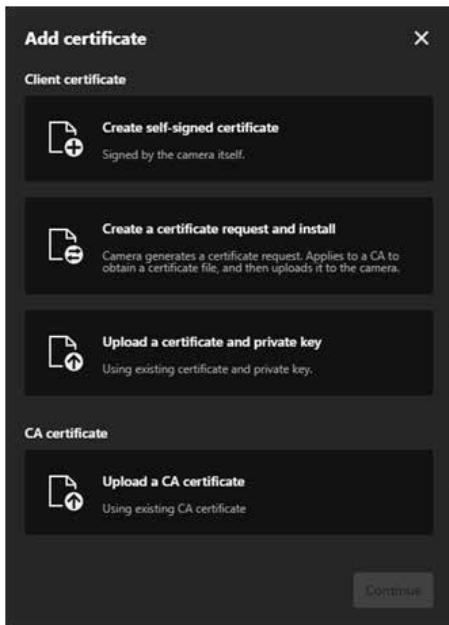 Add certificate
Client certificate
Create self-signed certificate
Signed by the camera itself.
Create a certificate request and install
Camera generates a certificate request. Applies to a CA to
obtain a certificate file, and then uploads it to the camera.
Upload a certificate and private key
Using existing certificate and private key.
CA certificate
Upload a CA certificate
Using existing CA certificate
Continue